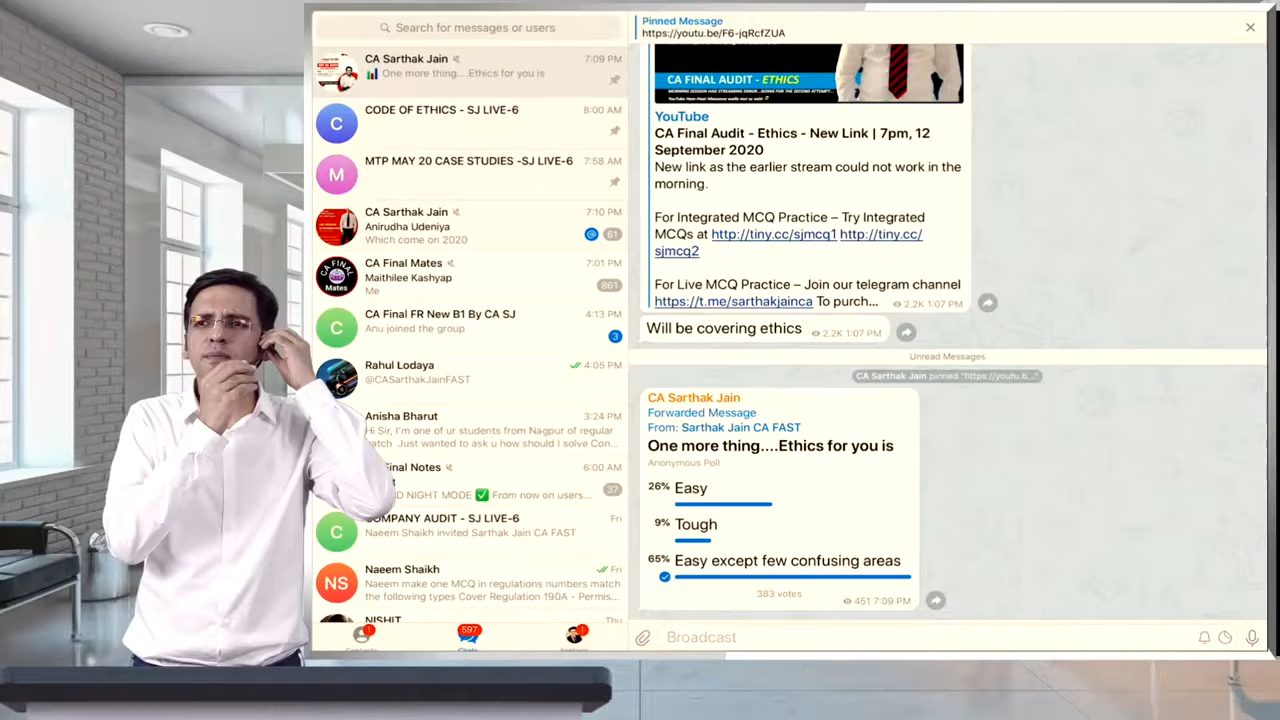 Search for messages or users
CA Sarthak Jain
7:09 PM
One more thing....Ethics for you is
C
CODE OF ETHICS - SJ LIVE-6
8:00 AM
M
MTP MAY 20 CASE STUDIES -SJ LIVE-6
7:58 AM
CA Sarthak Jain
7:10 PM
Anirudha Udeniya
Which come on 2020
@ 61
CA FINAL
Mates
CA Final Mates
7:01 PM
Maithilee Kashyap
Me
861
C
CA Final FR New B1 By CA SJ
4:13 PM
Anu joined the group
3
Rahul Lodaya
4:05 PM
@CASarthakJainFAST
Anisha Bharut
3:24 PM
Hi Sir, I'm one of ur students from Nagpur of regular
atch Just wanted to ask u how should I solve Con...
Final Notes
6:00 AM
D NIGHT MODE ✅ From now on users...
37
C
COMPANY AUDIT - SJ LIVE-6
Fri
Naeem Shaikh invited Sarthak Jain CA FAST
NS
Naeem Shaikh
Fri
Naeem make one MCQ in regulations numbers match
the following types Cover Regulation 190A - Permis...
NISHIT
Thu
1
597
1
Chats
Pinned Message
https://youtu.be/F6-jqRcfZUA
CA FINAL AUDIT - ETHICS
YouTube
CA Final Audit - Ethics - New Link | 7pm, 12
September 2020
New link as the earlier stream could not work in the
morning.
For Integrated MCQ Practice – Try Integrated
MCQs at http://tiny.cc/sjmcq1 http://tiny.cc/
sjmcq2
For Live MCQ Practice – Join our telegram channel
https://t.me/sarthakjainca To purch...
2.2K 1:07 PM
Will be covering ethics
2.2K 1:07 PM
Unread Messages
CA Sarthak Jain pinned "https://youtu.b..."
CA Sarthak Jain
Forwarded Message
From: Sarthak Jain CA FAST
One more thing....Ethics for you is
Anonymous Poll
26% Easy
9% Tough
65% Easy except few confusing areas
383 votes
451 7:09 PM
Broadcast